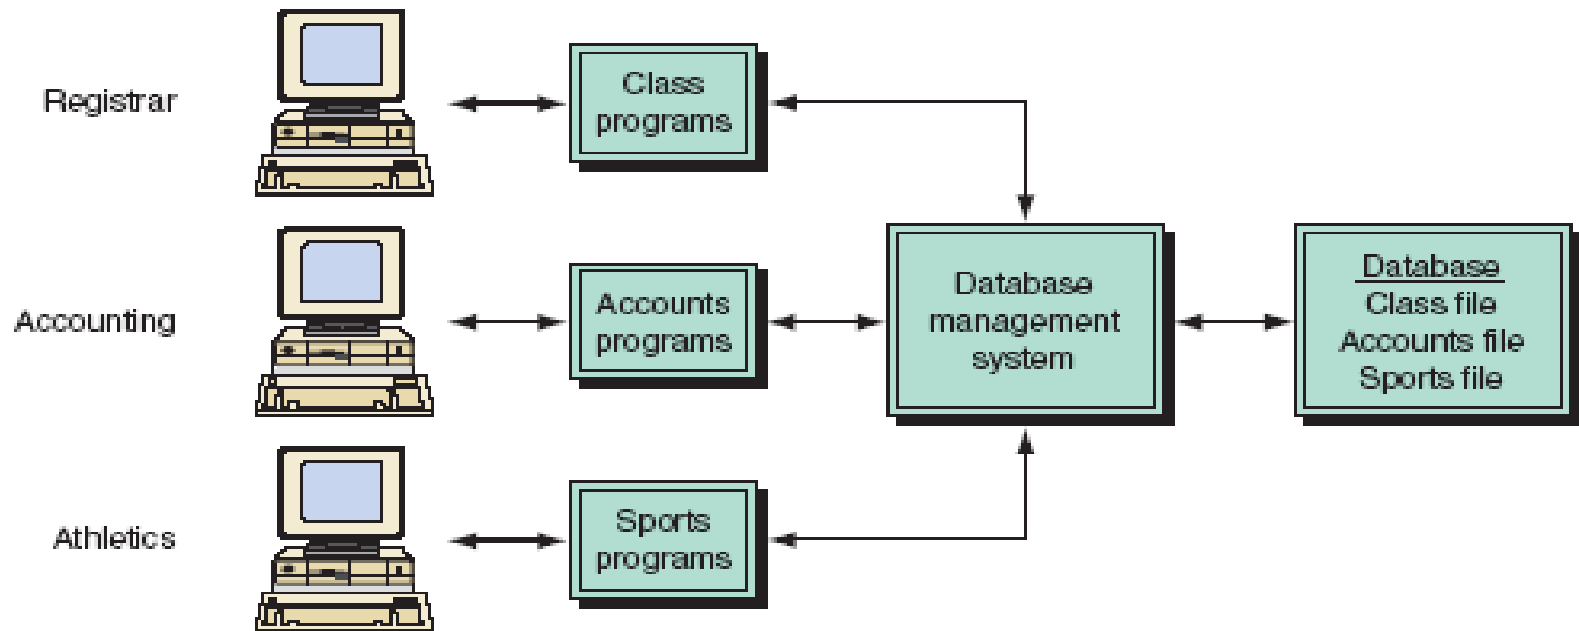 Registrar
Class
programs
Accounting
Accounts
programs
Database
management
system
Database
Class file
Accounts file
Sports file
Athletics
Sports
programs